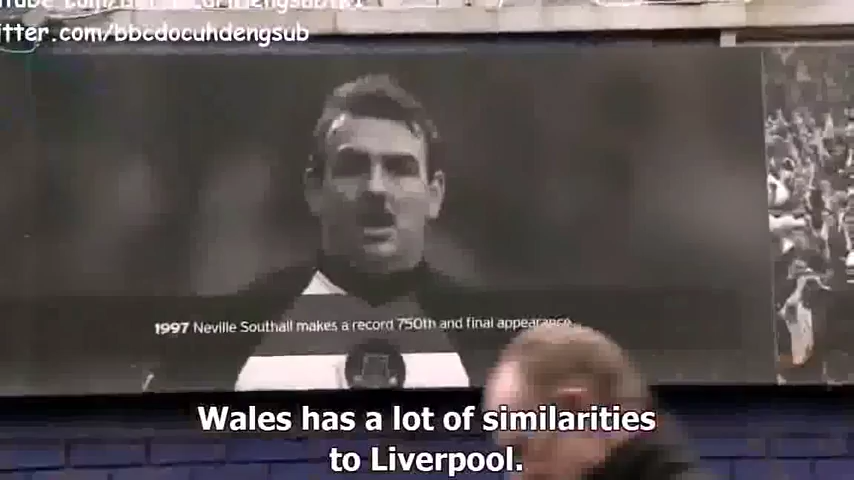 itter.com/bbcdocuhdengsub
1997 Neville Southall makes a record 750th and final appearance
Wales has a lot of similarities
to Liverpool.